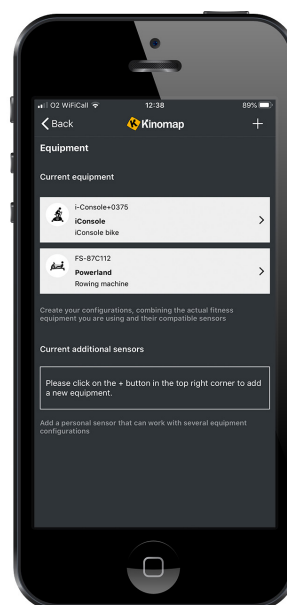 O2 WiFiCall 12:38 89%
Back Kinomap +
Equipment
Current equipment
i-Console+0375
iConsole
iConsole bike
FS-87C112
Powerland
Rowing machine
Create your configurations, combining the actual fitness
equipment you are using and their compatible sensors
Current additional sensors
Please click on the + button in the top right corner to add
a new equipment.
Add a personal sensor that can work with several equipment
configurations